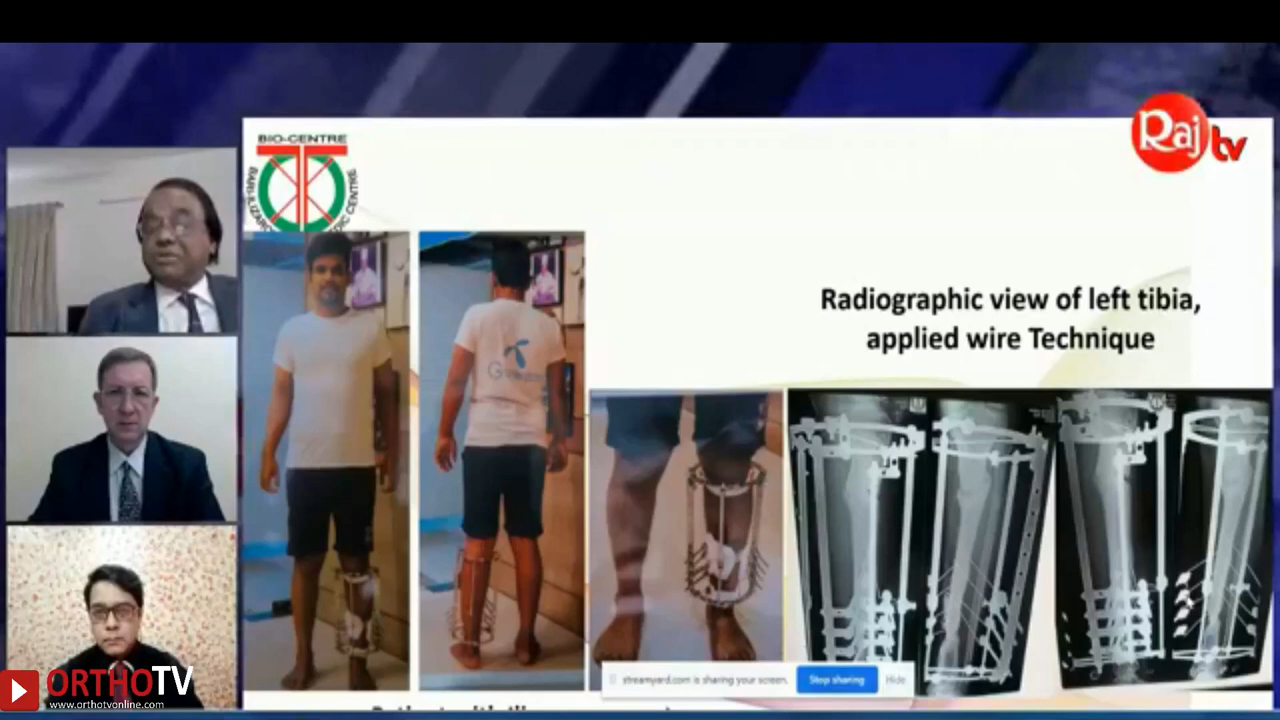 BIO-CENTRE
Raj tv
Radiographic view of left tibia,
applied wire Technique
streamyard.com is sharing your screen.
Stop sharing
Hide
ORTHOTV
www.orthotvonline.com